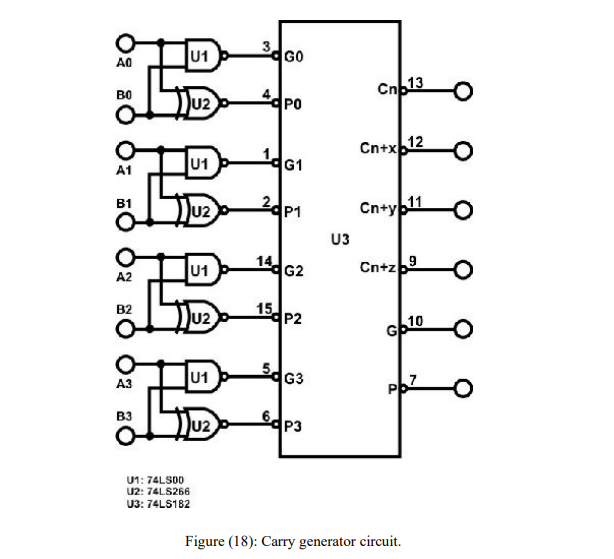 A0 U1 3 G0
B0 U2 4 P0
Cn 13
A1 U1 1 G1
Cn+x 12
B1 U2 2 P1
Cn+y 11
U3
A2 U1 14 G2
Cn+z 9
B2 U2 15 P2
G 10
A3 U1 5 G3
P 7
B3 U2 6 P3
U1: 74LS00
U2: 74LS266
U3: 74LS182
Figure (18): Carry generator circuit.